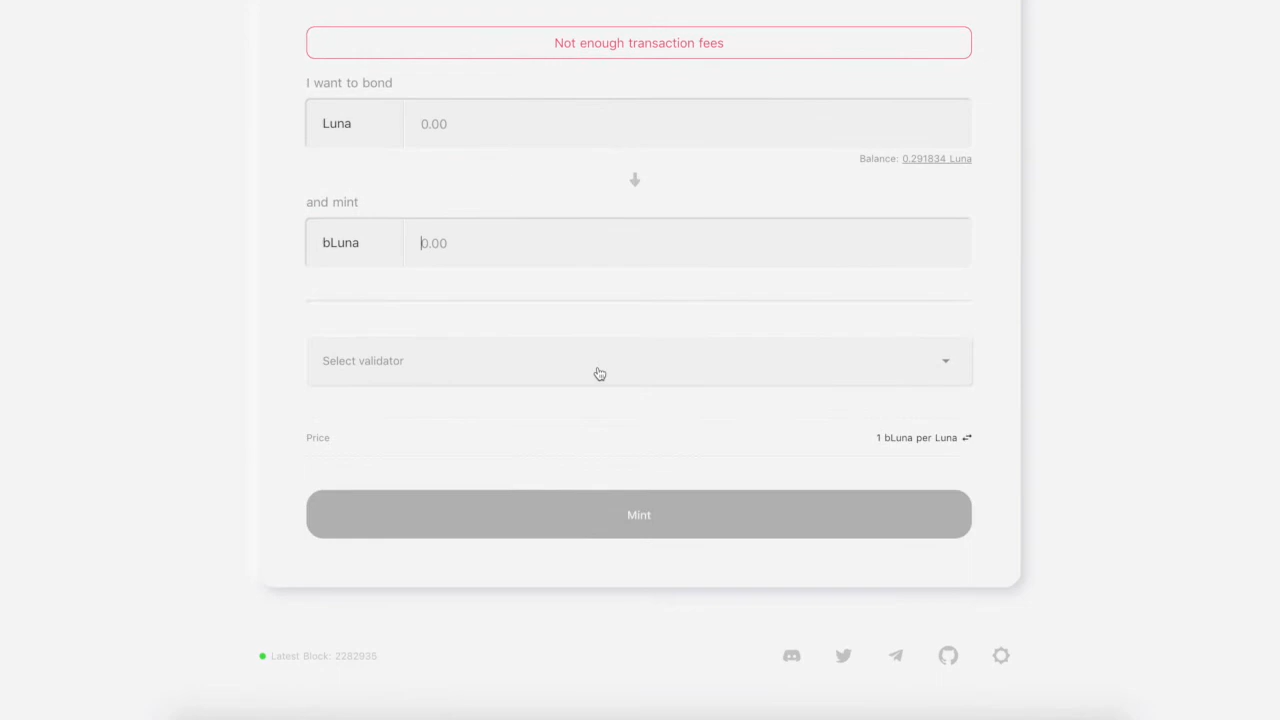 Not enough transaction fees
I want to bond
Luna 0.00
Balance: 0.291834 Luna
and mint
bLuna 0.00
Select validator
Price 1 bLuna per Luna
Mint
Latest Block: 2282935